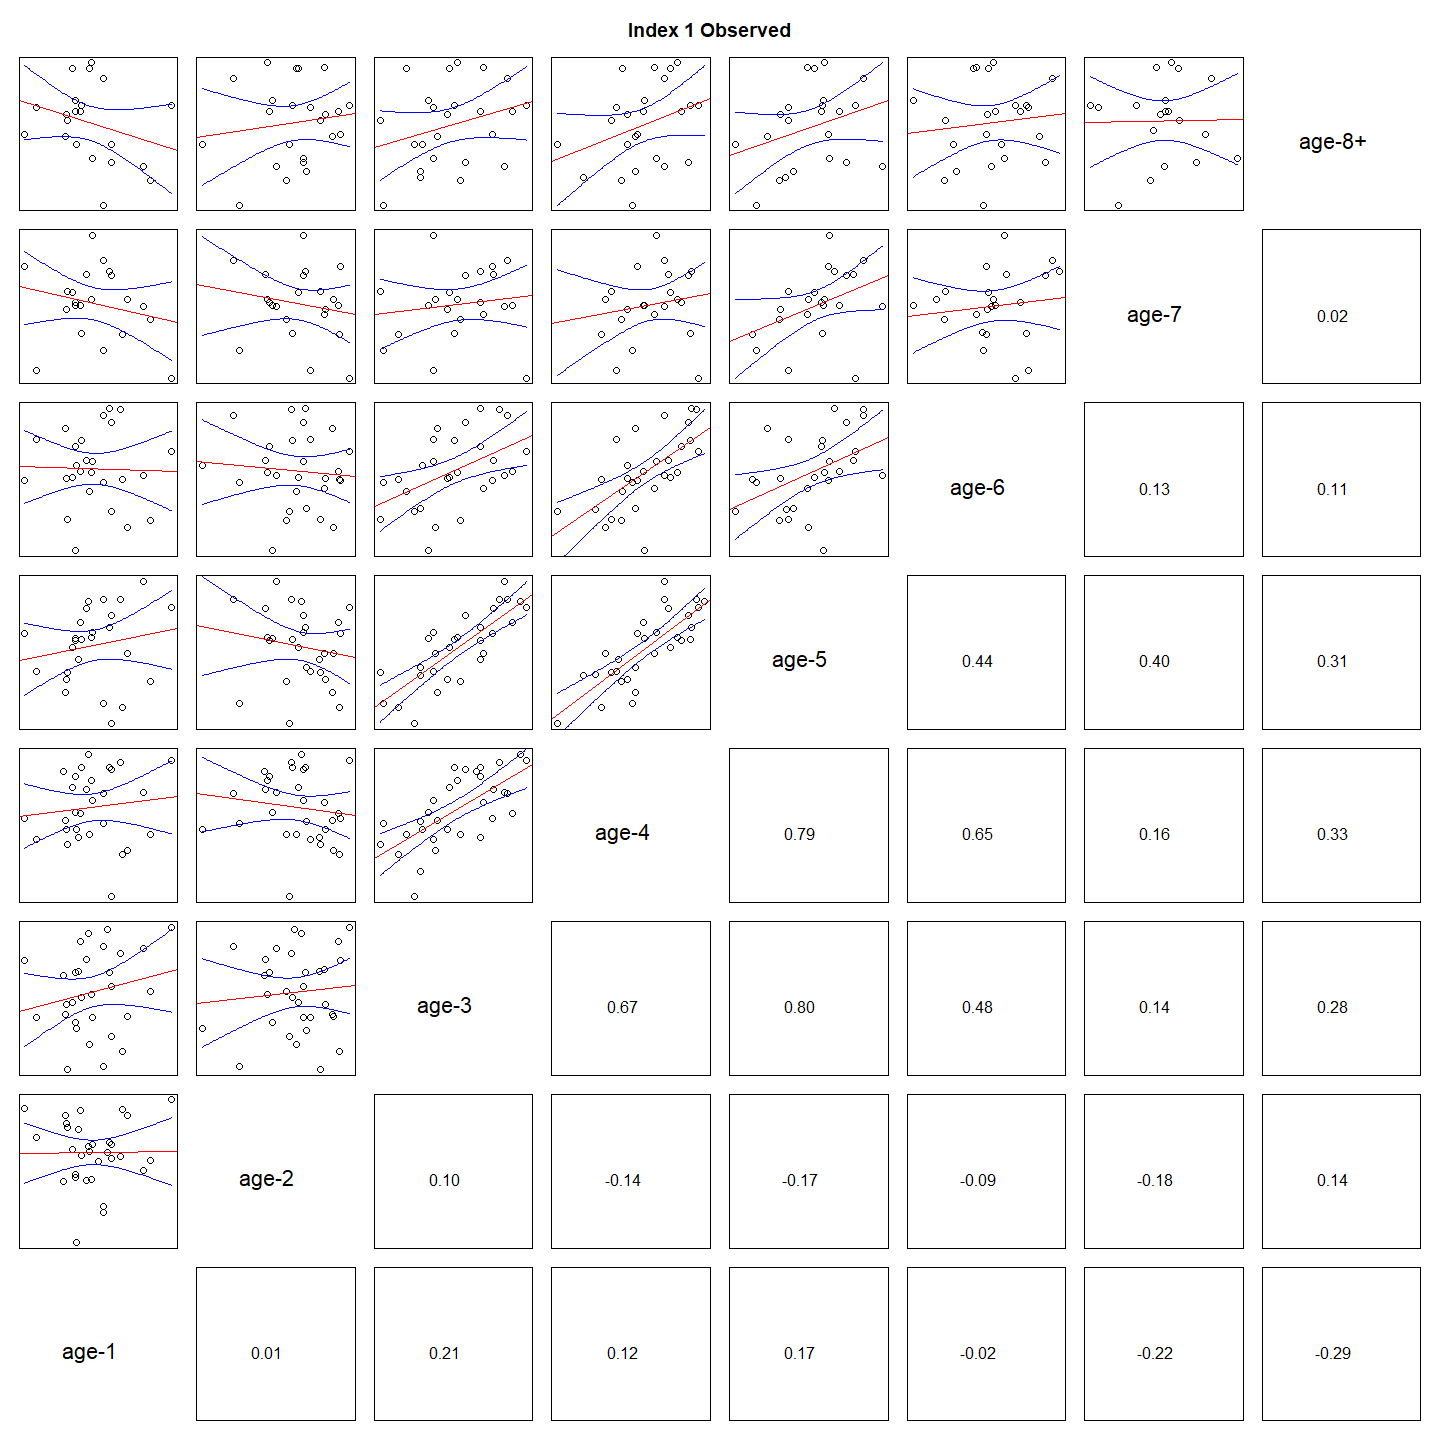 Index 1 Observed
age-8+
age-7 0.02
age-6 0.13 0.11
age-5 0.44 0.40 0.31
age-4 0.79 0.65 0.16 0.33
age-3 0.67 0.80 0.48 0.14 0.28
age-2 0.10 -0.14 -0.17 -0.09 -0.18 0.14
age-1 0.01 0.21 0.12 0.17 -0.02 -0.22 -0.29